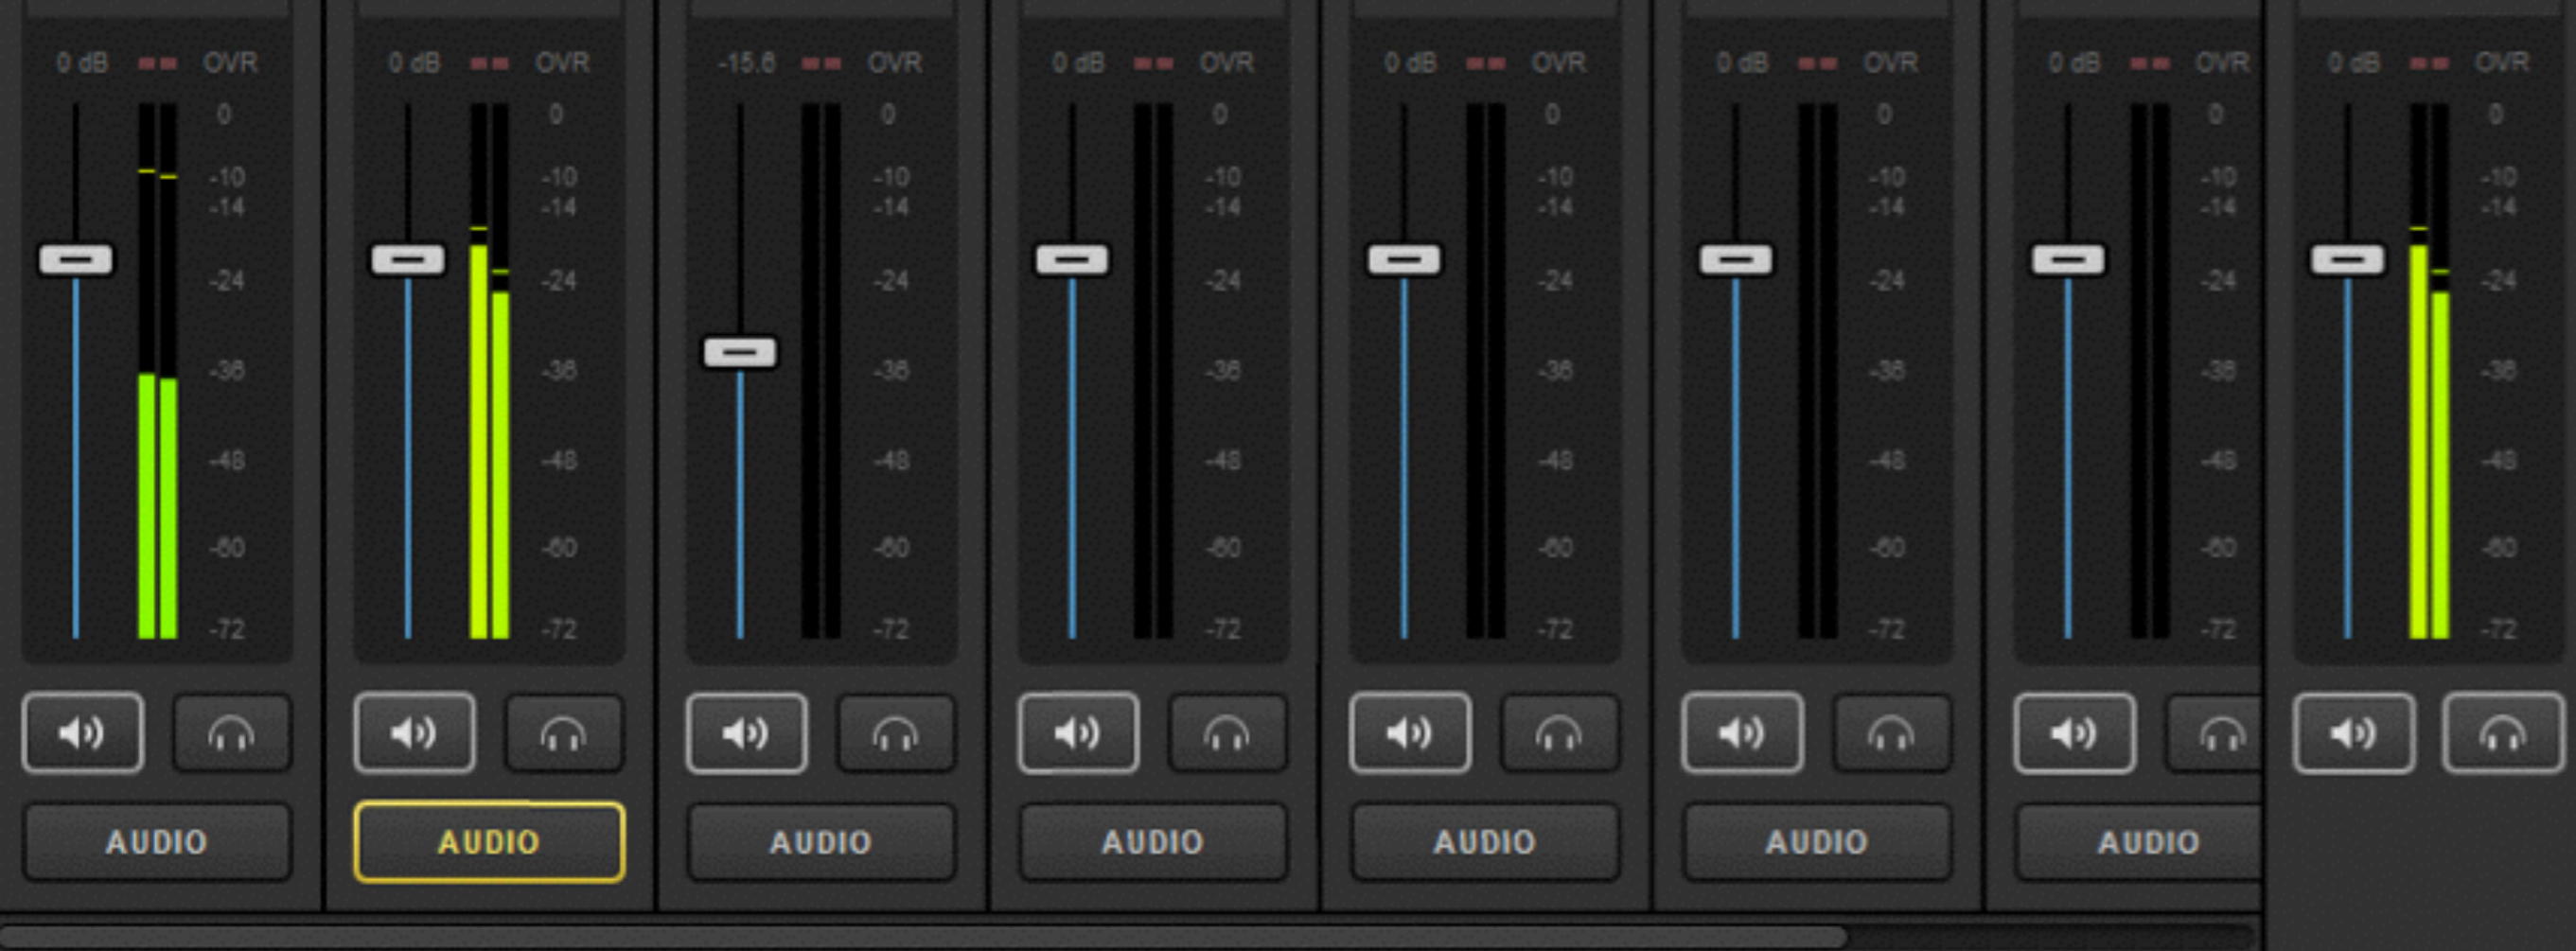 0 dB OVR 0 dB OVR -15.6 OVR 0 dB OVR 0 dB OVR 0 dB OVR 0 dB OVR 0 dB OVR
0 0 0 0 0 0 0 0
-10 -10 -10 -10 -10 -10 -10 -10
-14 -14 -14 -14 -14 -14 -14 -14
-24 -24 -24 -24 -24 -24 -24 -24
-36 -36 -36 -36 -36 -36 -36 -36
-48 -48 -48 -48 -48 -48 -48 -48
-60 -60 -60 -60 -60 -60 -60 -60
-72 -72 -72 -72 -72 -72 -72 -72
AUDIO AUDIO AUDIO AUDIO AUDIO AUDIO AUDIO